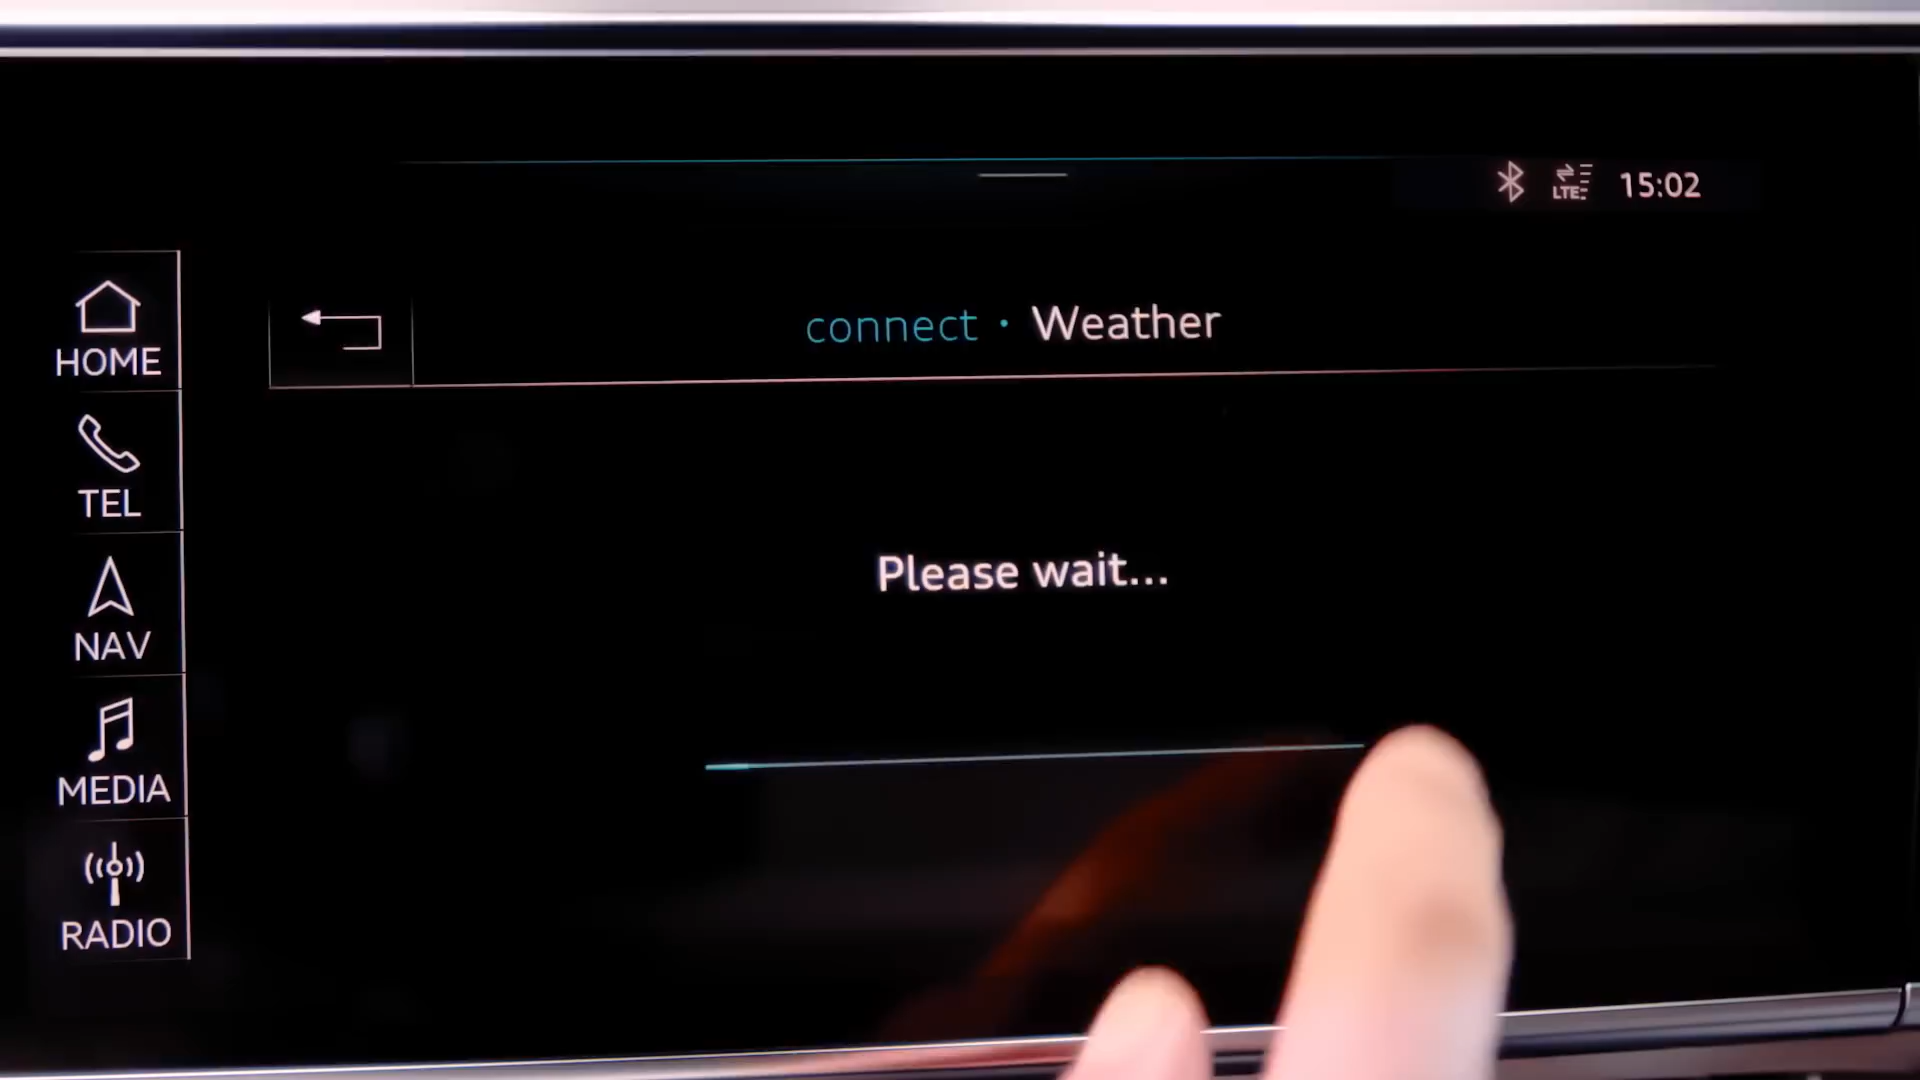 LTE 15:02
HOME
connect · Weather
TEL
Please wait...
NAV
MEDIA
RADIO